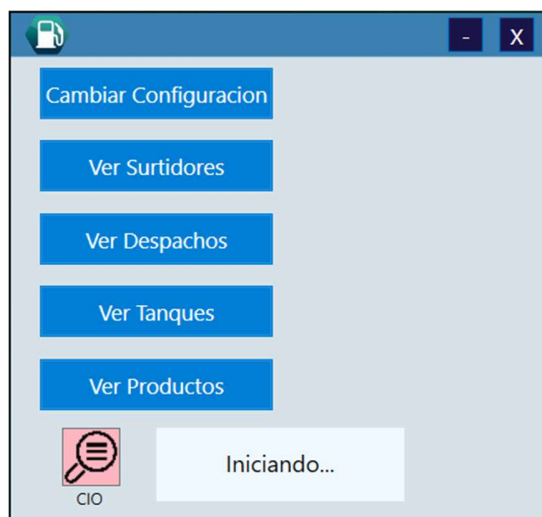 - X
Cambiar Configuracion
Ver Surtidores
Ver Despachos
Ver Tanques
Ver Productos
CIO
Iniciando...